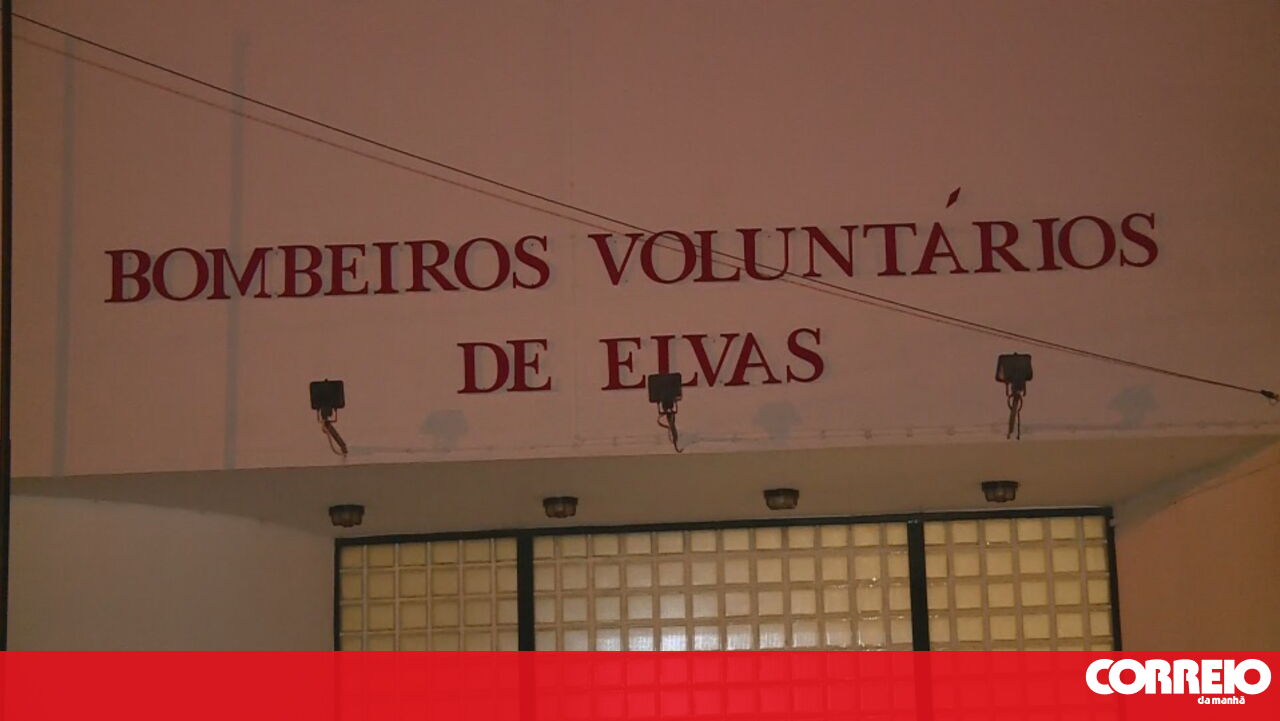 BOMBEIROS VOLUNTÁRIOS
DE ELVAS
CORREIO
da manhã